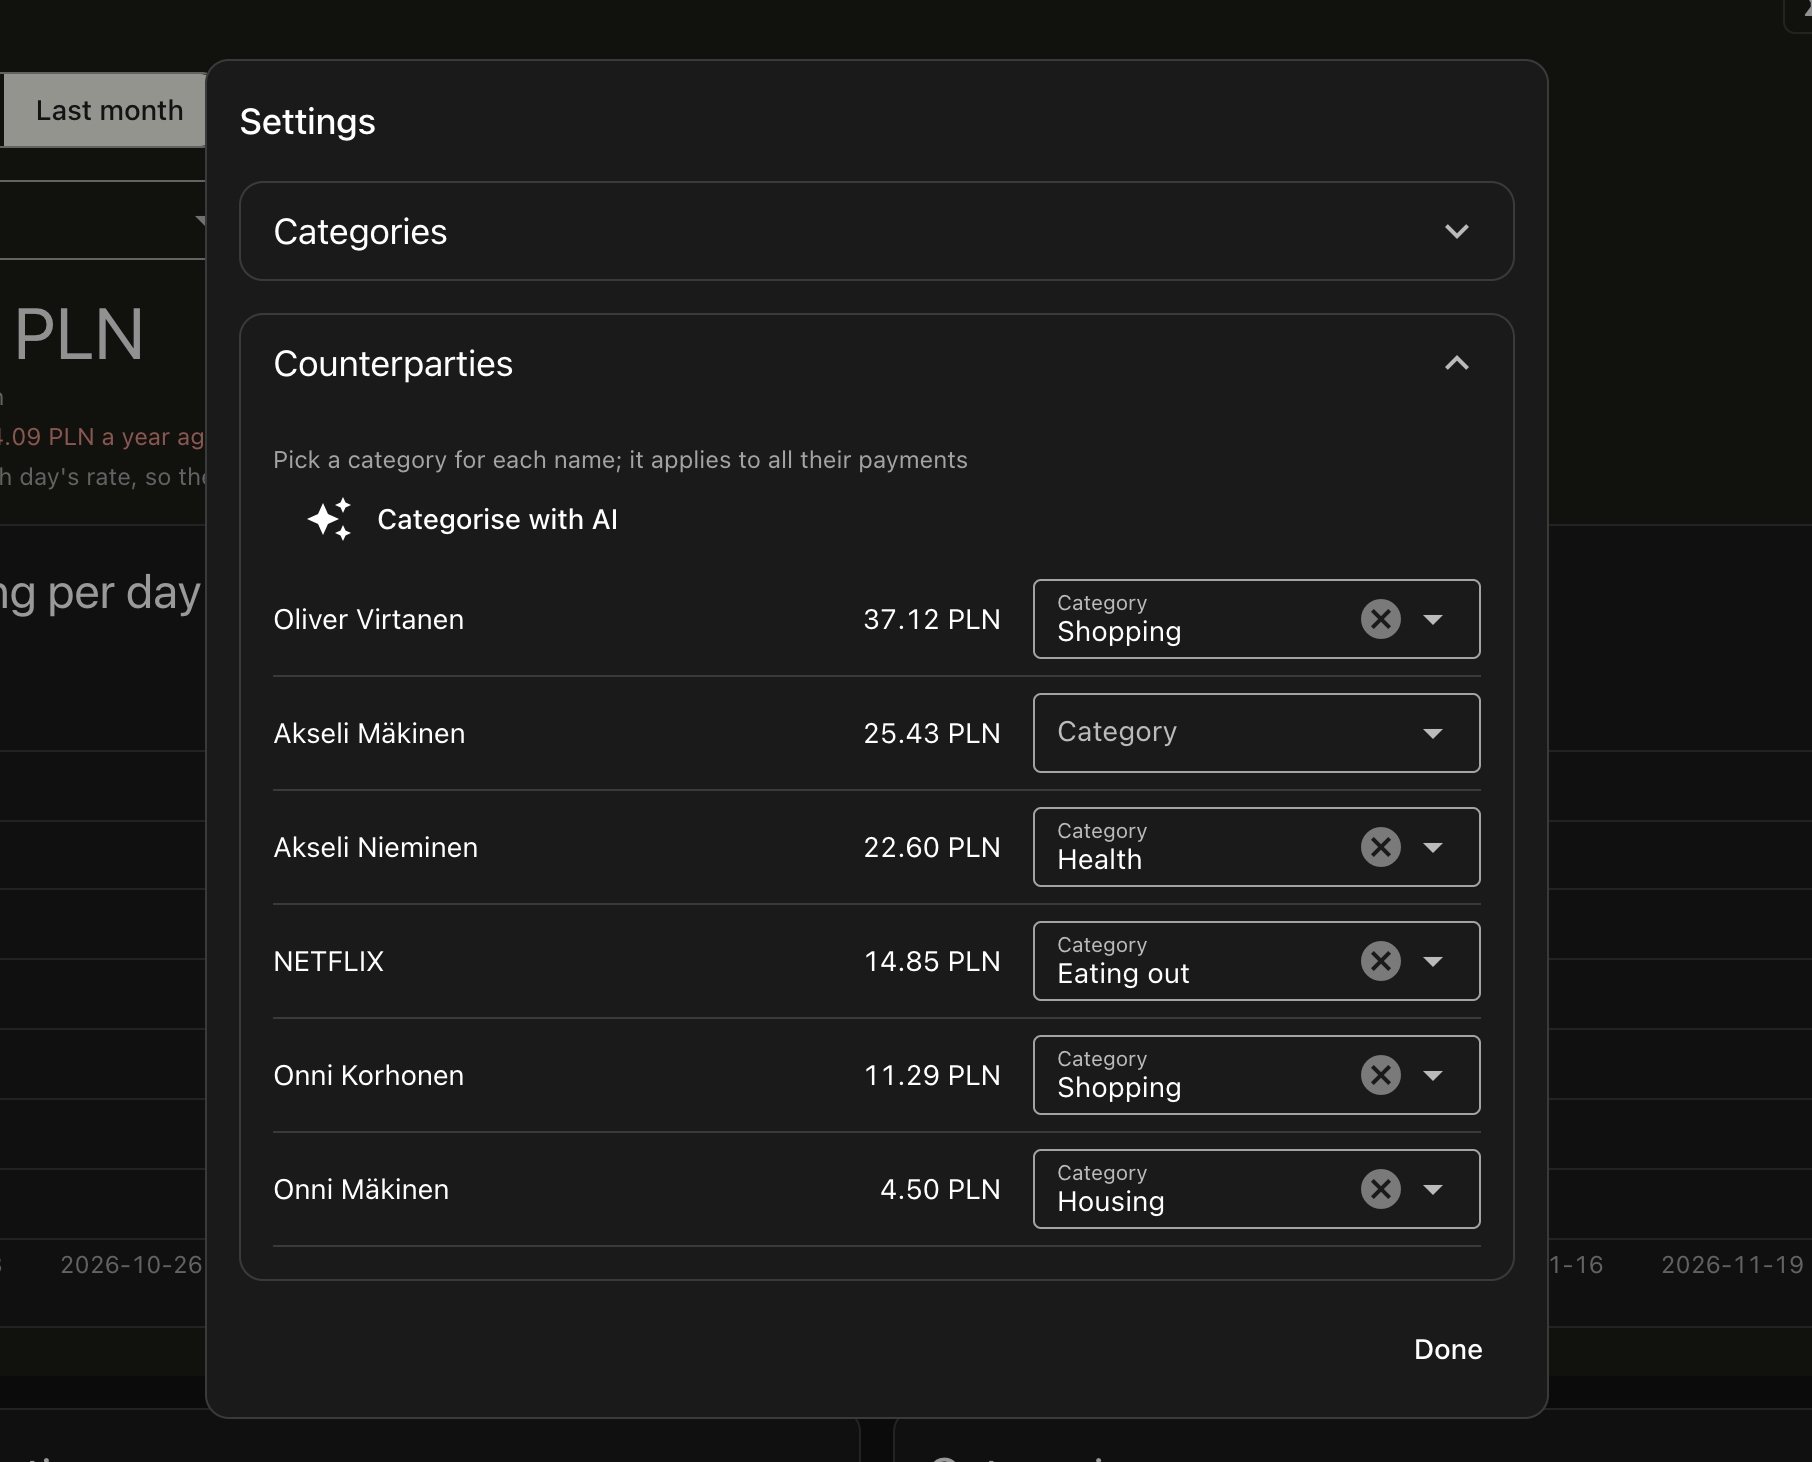 Last month
Settings
Categories
PLN
Counterparties
4.09 PLN a year ag
h day's rate, so the
Pick a category for each name; it applies to all their payments
Categorise with AI
ng per day
Oliver Virtanen 37.12 PLN Category
Shopping
Akseli Mäkinen 25.43 PLN Category
Akseli Nieminen 22.60 PLN Category
Health
NETFLIX 14.85 PLN Category
Eating out
Onni Korhonen 11.29 PLN Category
Shopping
Onni Mäkinen 4.50 PLN Category
Housing
2026-10-26 1-16 2026-11-19
Done